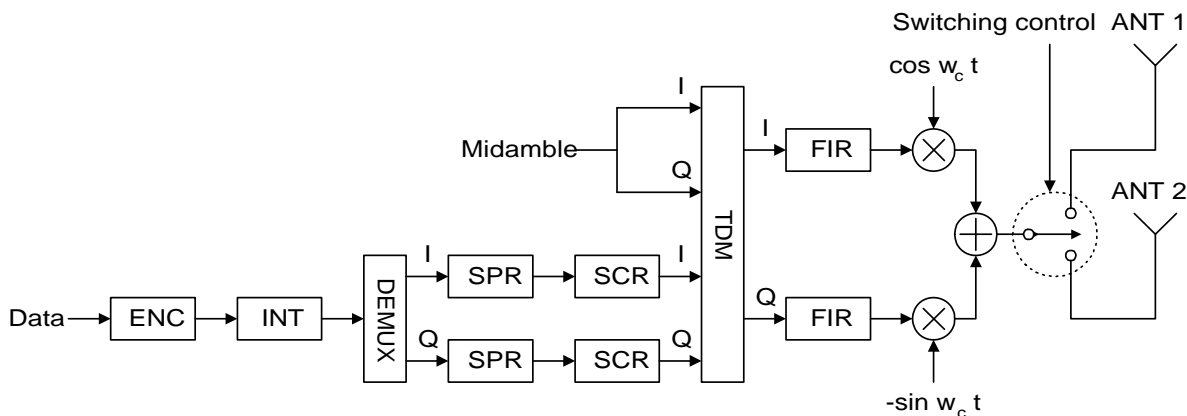 Switching control ANT 1
cos w_c t
I
I
Midamble
FIR
Q
ANT 2
TDM
I
I
SPR
SCR
DEMUX
Q
Data
ENC
INT
FIR
Q
Q
SPR
SCR
-sin w_c t